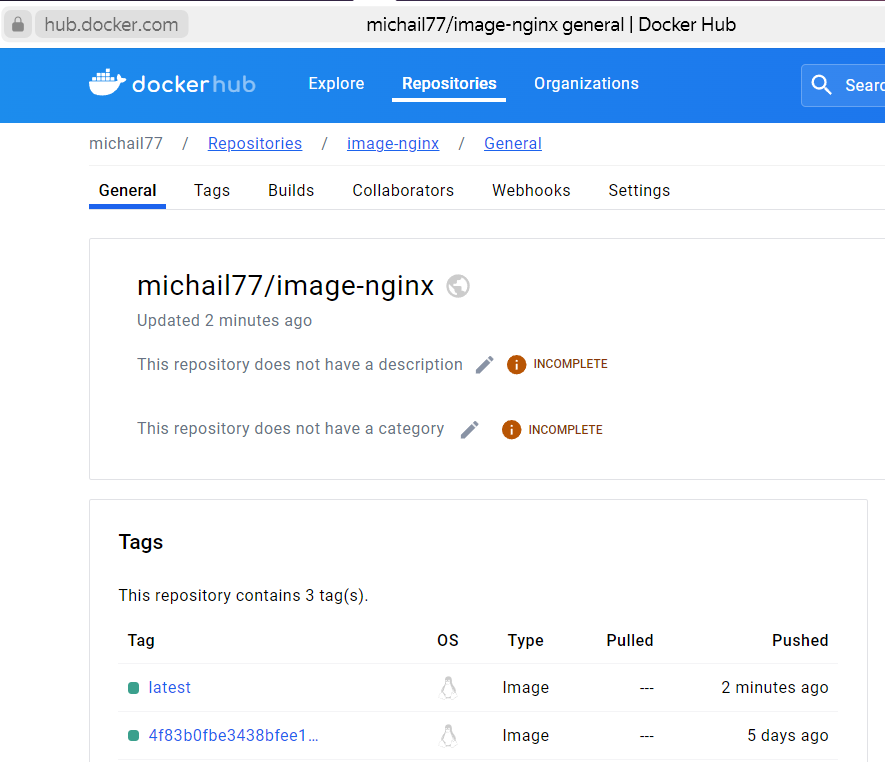 hub.docker.com michail77/image-nginx general | Docker Hub
dockerhub Explore Repositories Organizations Searc
michail77 / Repositories / image-nginx / General
General Tags Builds Collaborators Webhooks Settings
michail77/image-nginx
Updated 2 minutes ago
This repository does not have a description INCOMPLETE
This repository does not have a category INCOMPLETE
Tags
This repository contains 3 tag(s).
Tag OS Type Pulled Pushed
latest Image --- 2 minutes ago
4f83b0fbe3438bfee1... Image --- 5 days ago